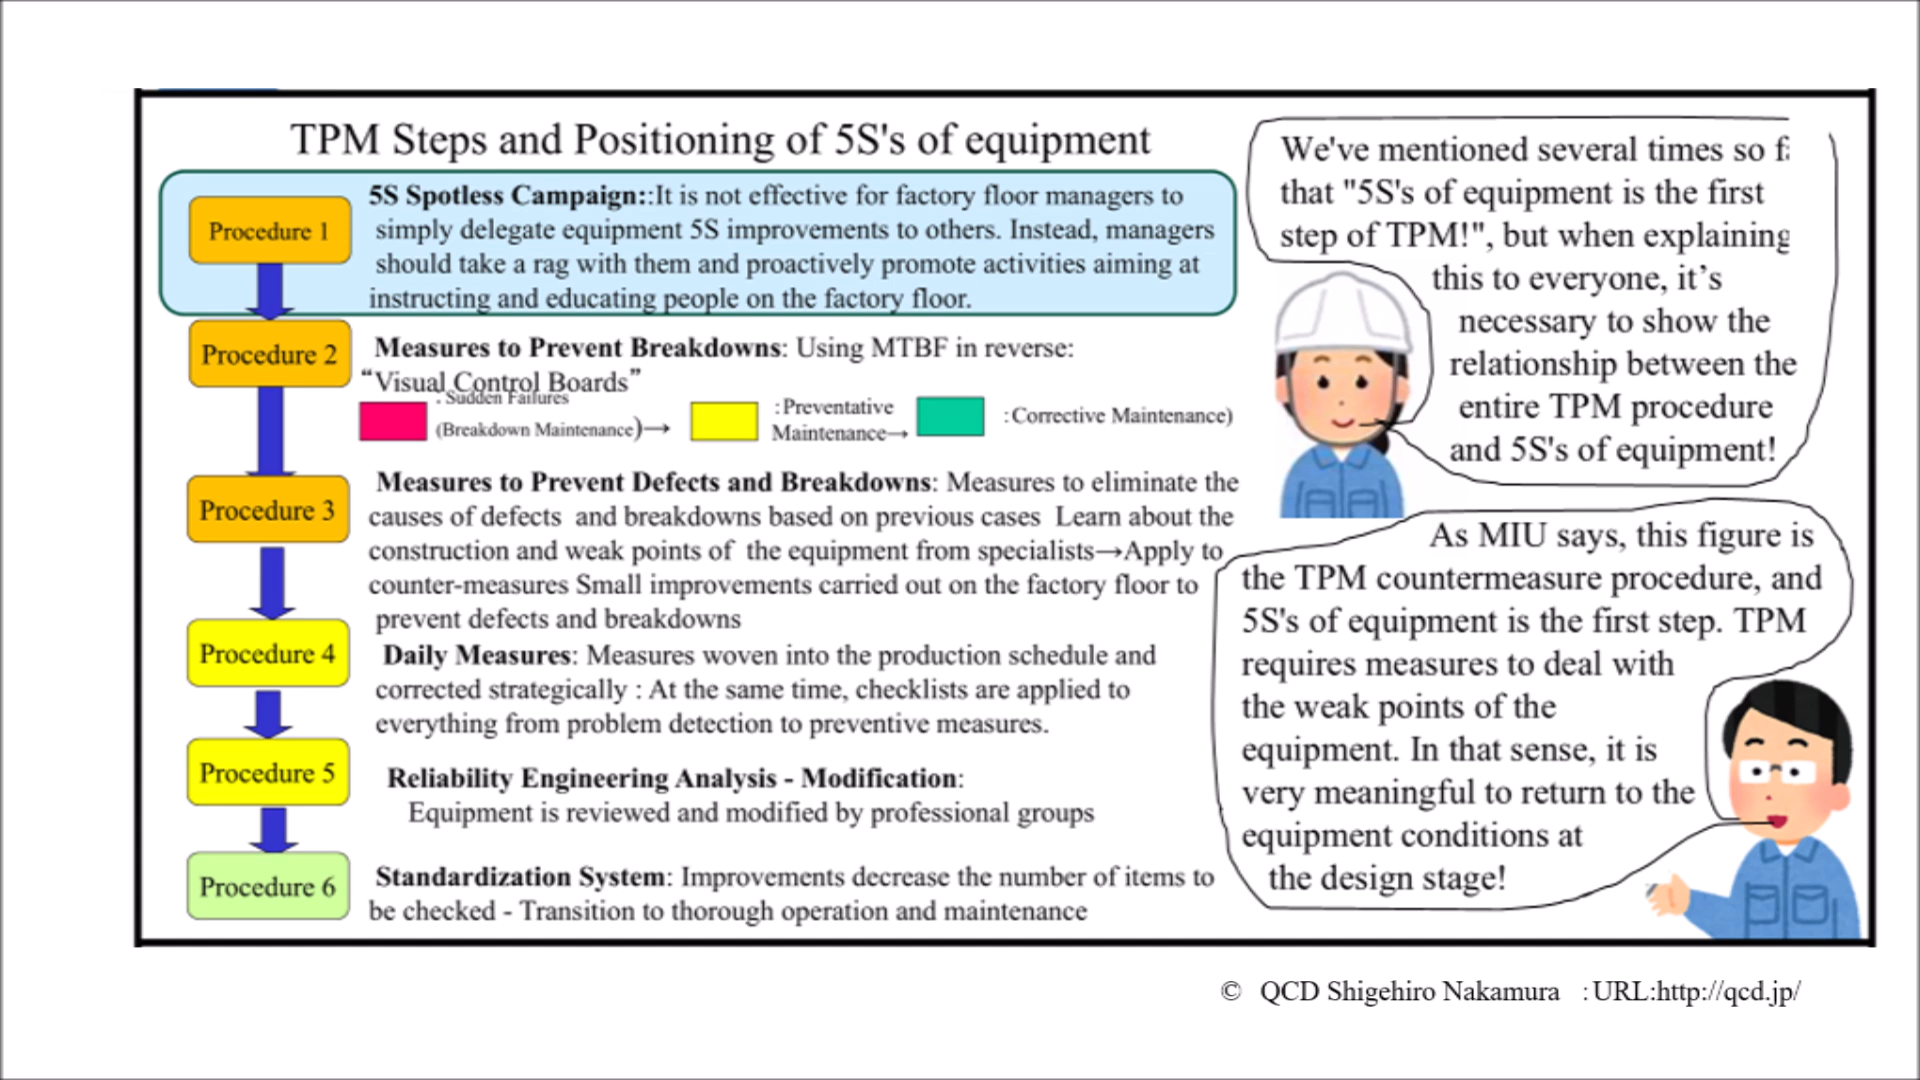 TPM Steps and Positioning of 5S's of equipment
Procedure 1
5S Spotless Campaign::It is not effective for factory floor managers to
simply delegate equipment 5S improvements to others. Instead, managers
should take a rag with them and proactively promote activities aiming at
instructing and educating people on the factory floor.
Procedure 2
Measures to Prevent Breakdowns: Using MTBF in reverse:
“Visual Control Boards”
: Sudden Failures
(Breakdown Maintenance)→
:Preventative
Maintenance→
: Corrective Maintenance)
Procedure 3
Measures to Prevent Defects and Breakdowns: Measures to eliminate the
causes of defects and breakdowns based on previous cases Learn about the
construction and weak points of the equipment from specialists→Apply to
counter-measures Small improvements carried out on the factory floor to
prevent defects and breakdowns
Procedure 4
Daily Measures: Measures woven into the production schedule and
corrected strategically : At the same time, checklists are applied to
everything from problem detection to preventive measures.
Procedure 5
Reliability Engineering Analysis - Modification:
Equipment is reviewed and modified by professional groups
Procedure 6
Standardization System: Improvements decrease the number of items to
be checked - Transition to thorough operation and maintenance
We've mentioned several times so
that "5S's of equipment is the first
step of TPM!", but when explaining
this to everyone, it’s
necessary to show the
relationship between the
entire TPM procedure
and 5S's of equipment!
As MIU says, this figure is
the TPM countermeasure procedure, and
5S's of equipment is the first step. TPM
requires measures to deal with
the weak points of the
equipment. In that sense, it is
very meaningful to return to the
equipment conditions at
the design stage!
© QCD Shigehiro Nakamura :URL:http://qcd.jp/